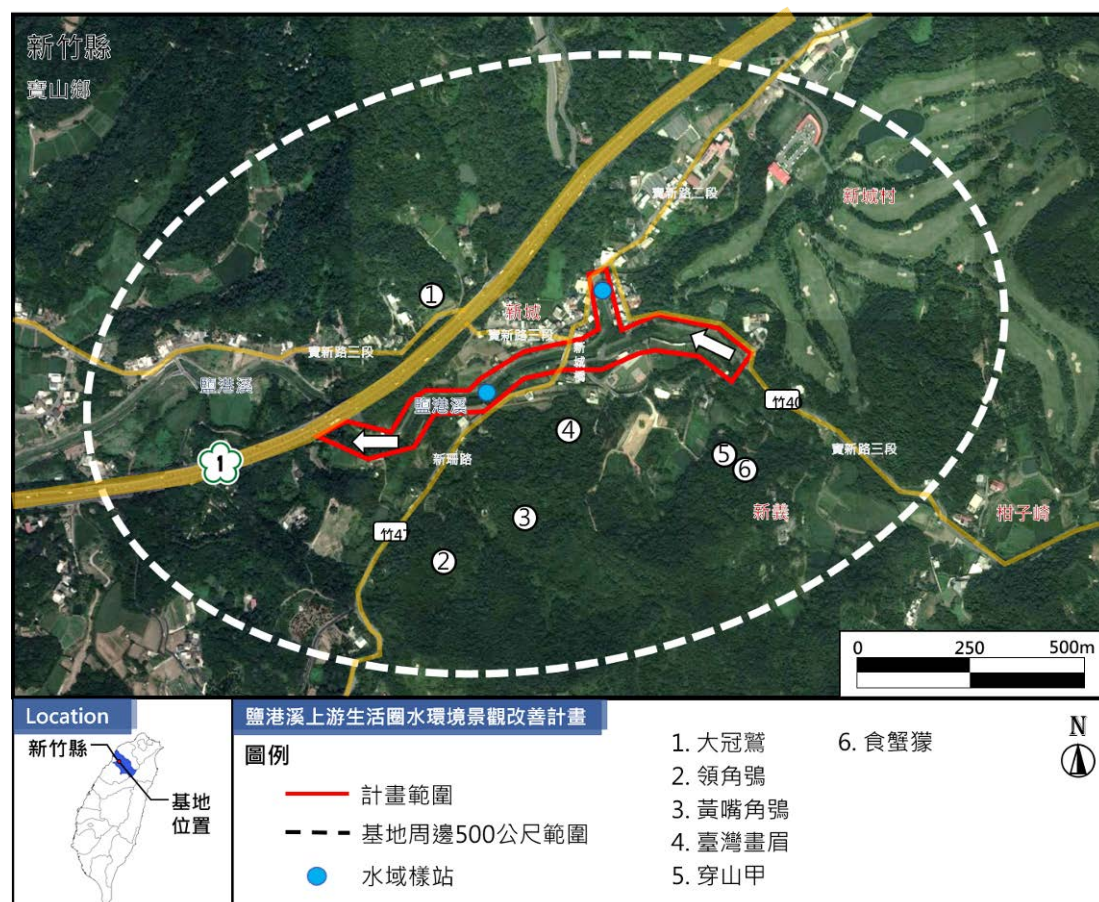 新竹縣
寶山鄉
寶新路二段
新城村
①
新城
寶新路三段
寶新路三段
新城橋
鹽港溪
鹽港溪
竹40
④
1
新珊路
⑤
⑥
寶新路三段
③
新義
柑子崎
竹47
②
0 250 500m
Location
新竹縣
基地
位置
鹽港溪上游生活圈水環境景觀改善計畫
圖例
計畫範圍
基地周邊500公尺範圍
水域樣站
1. 大冠鷲
2. 領角鴞
3. 黃嘴角鴞
4. 臺灣畫眉
5. 穿山甲
6. 食蟹獴
N